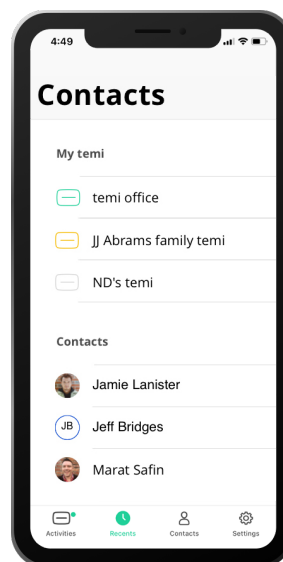 4:49
Contacts
My temi
temi office
JJ Abrams family temi
ND's temi
Contacts
Jamie Lanister
JB Jeff Bridges
Marat Safin
Activities Recents Contacts Settings